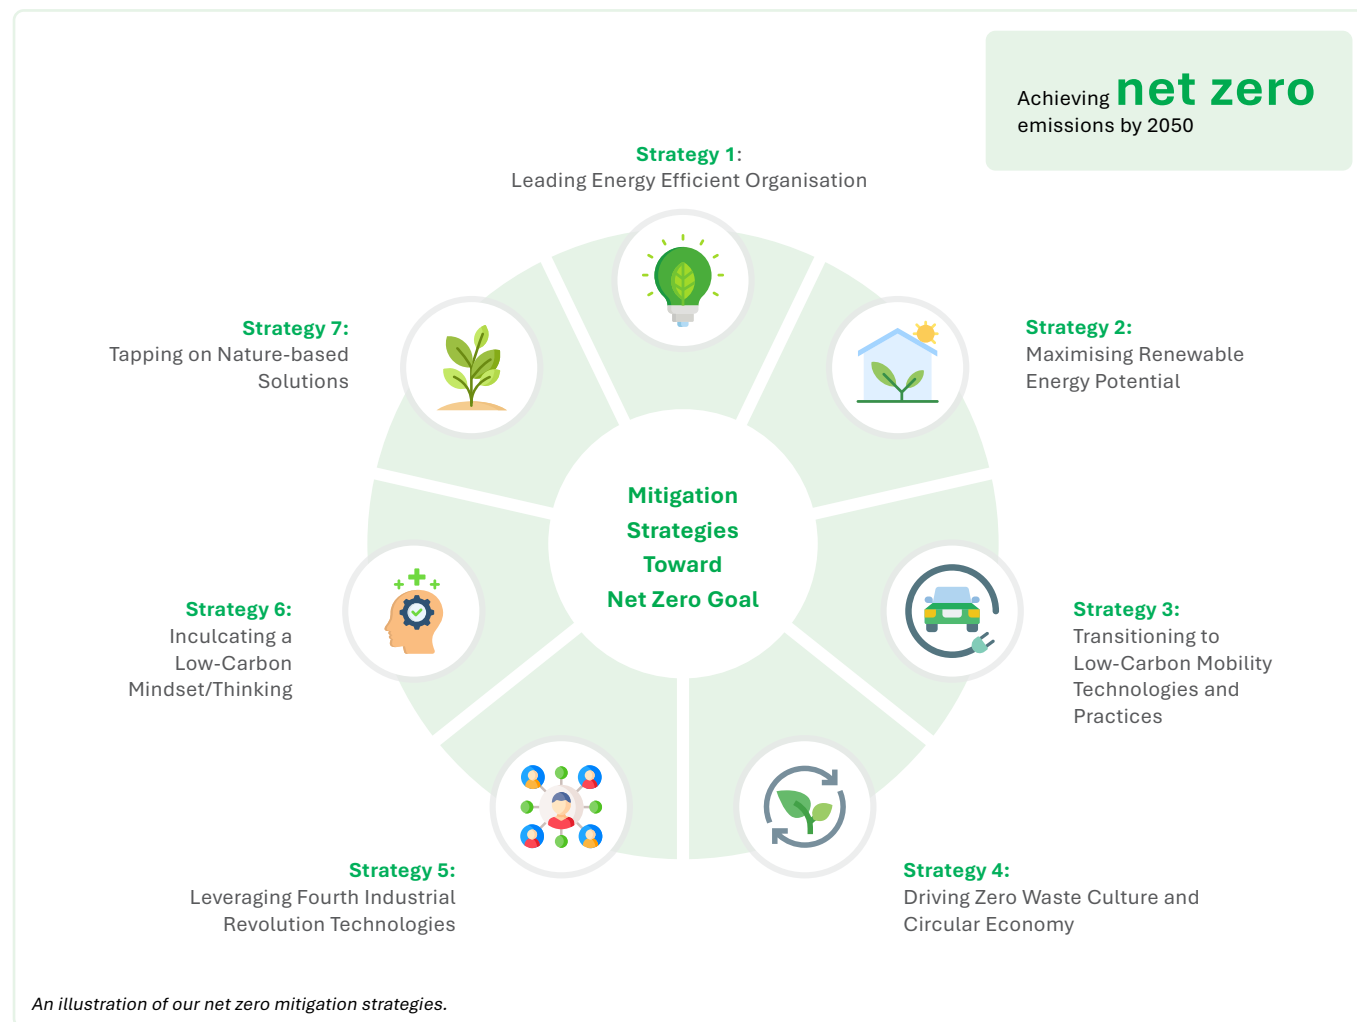 Achieving net zero
emissions by 2050
Strategy 1:
Leading Energy Efficient Organisation
Strategy 2:
Maximising Renewable
Energy Potential
Strategy 3:
Transitioning to
Low-Carbon Mobility
Technologies and
Practices
Strategy 4:
Driving Zero Waste Culture and
Circular Economy
Strategy 5:
Leveraging Fourth Industrial
Revolution Technologies
Strategy 6:
Inculcating a
Low-Carbon
Mindset/Thinking
Strategy 7:
Tapping on Nature-based
Solutions
Mitigation
Strategies
Toward
Net Zero Goal
An illustration of our net zero mitigation strategies.